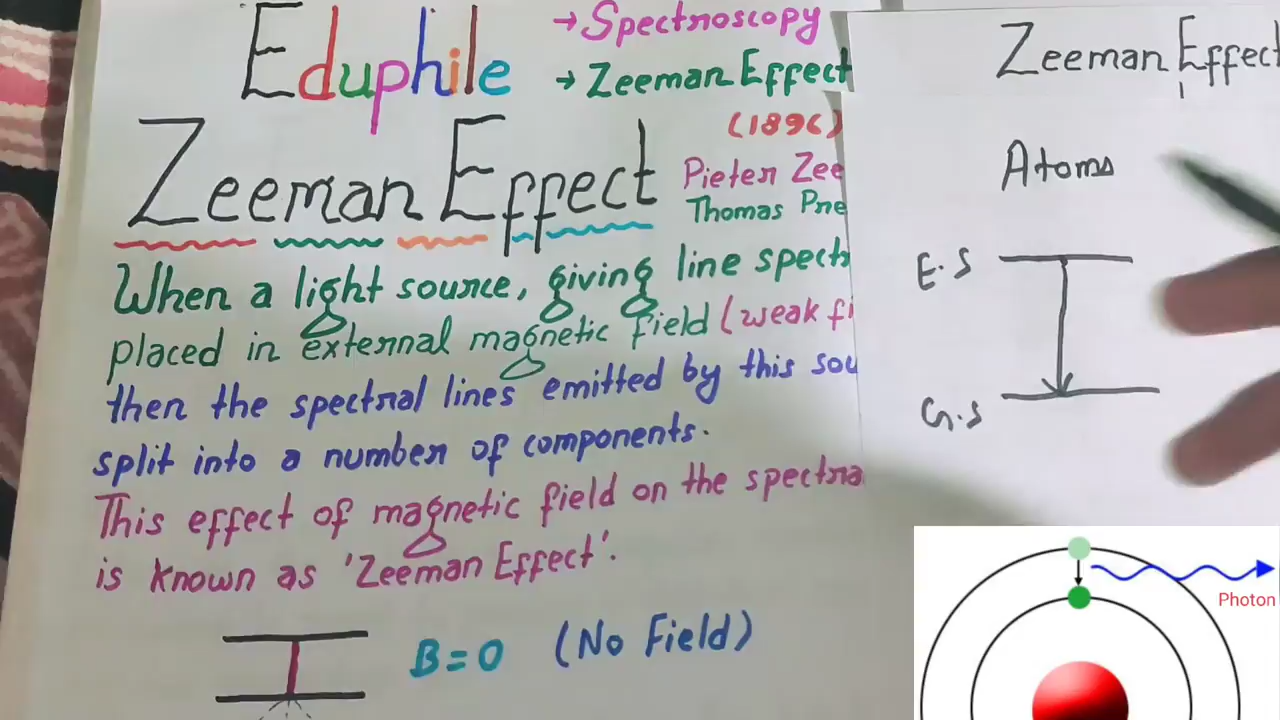 Eduphile
→ Spectroscopy
→ Zeeman Effect
Zeeman Effect
(1896)
Pieter Zee
Thomas Pre
When a light source, giving line spect
placed in external magnetic field (weak fi
then the spectral lines emitted by this sou
split into a number of components.
This effect of magnetic field on the spectra
is known as 'Zeeman Effect'.
B=0 (No Field)
Zeeman Effect
Atoms
E.S
G.S
Photon